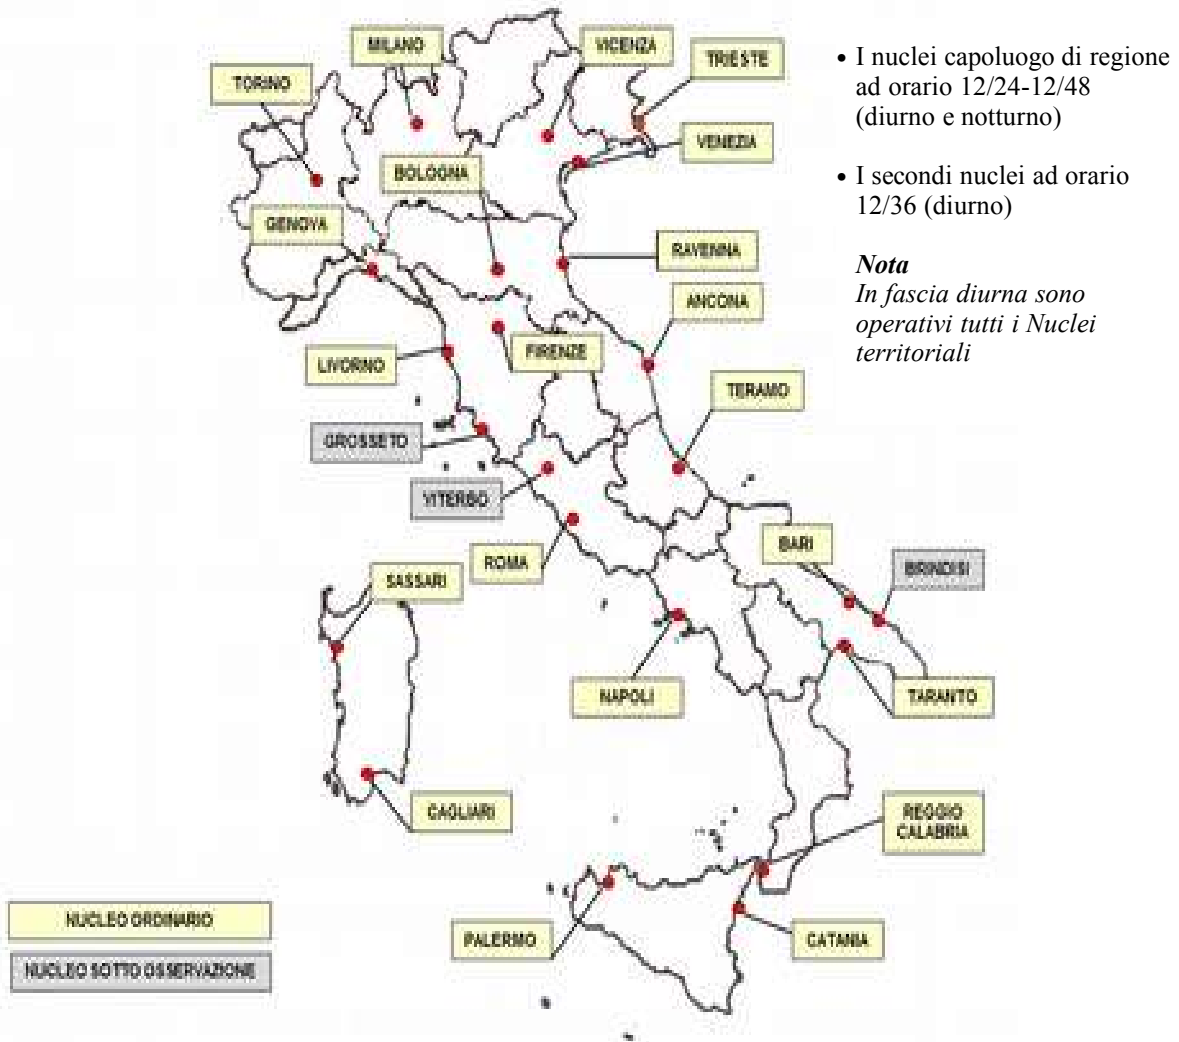 MILANO
VICENZA
TRIESTE
TORINO
VENEZIA
BOLOGNA
GENOVA
RAVENNA
ANCONA
FIRENZE
LIVORNO
TERAMO
GROSSETO
VITERBO
ROMA
BARI
BRINDISI
SASSARI
NAPOLI
TARANTO
CAGLIARI
REGGIO
CALABRIA
PALERMO
CATANIA
NUCLEO ORDINARIO
NUCLEO SOTTO OSSERVAZIONE
• I nuclei capoluogo di regione
ad orario 12/24-12/48
(diurno e notturno)
• I secondi nuclei ad orario
12/36 (diurno)
Nota
In fascia diurna sono
operativi tutti i Nuclei
territoriali